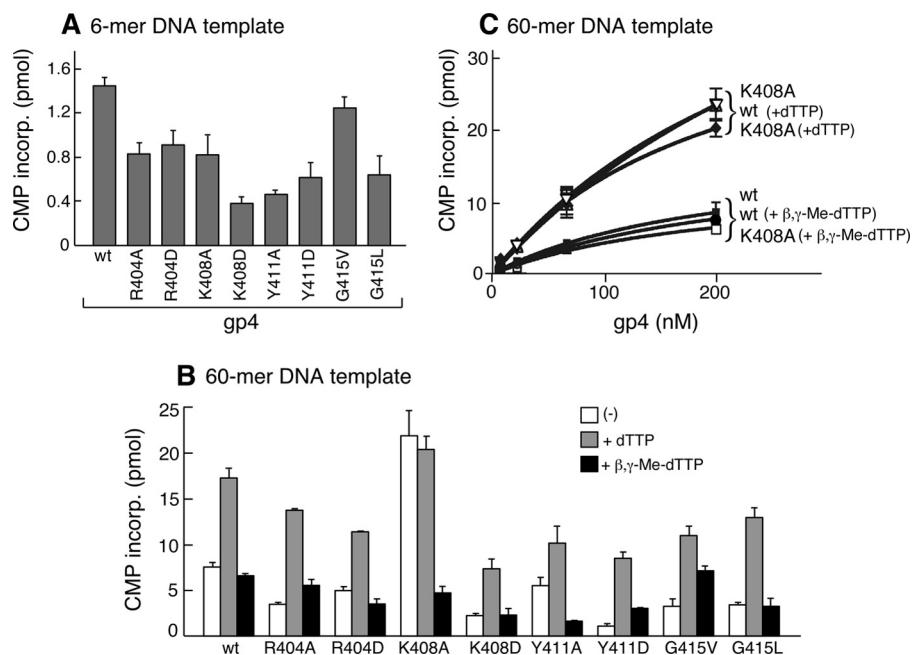 A 6-mer DNA template
CMP incorp. (pmol)
1.6
1.2
0.8
0.4
0
wt
R404A
R404D
K408A
K408D
Y411A
Y411D
G415V
G415L
gp4
C 60-mer DNA template
CMP incorp. (pmol)
30
20
10
0
0
100
200
gp4 (nM)
K408A
wt (+dTTP)
K408A (+dTTP)
wt
wt (+ β,γ-Me-dTTP)
K408A (+ β,γ-Me-dTTP)
B 60-mer DNA template
CMP incorp. (pmol)
25
20
15
10
5
0
(-)
+ dTTP
+ β,γ-Me-dTTP
wt R404A R404D K408A K408D Y411A Y411D G415V G415L